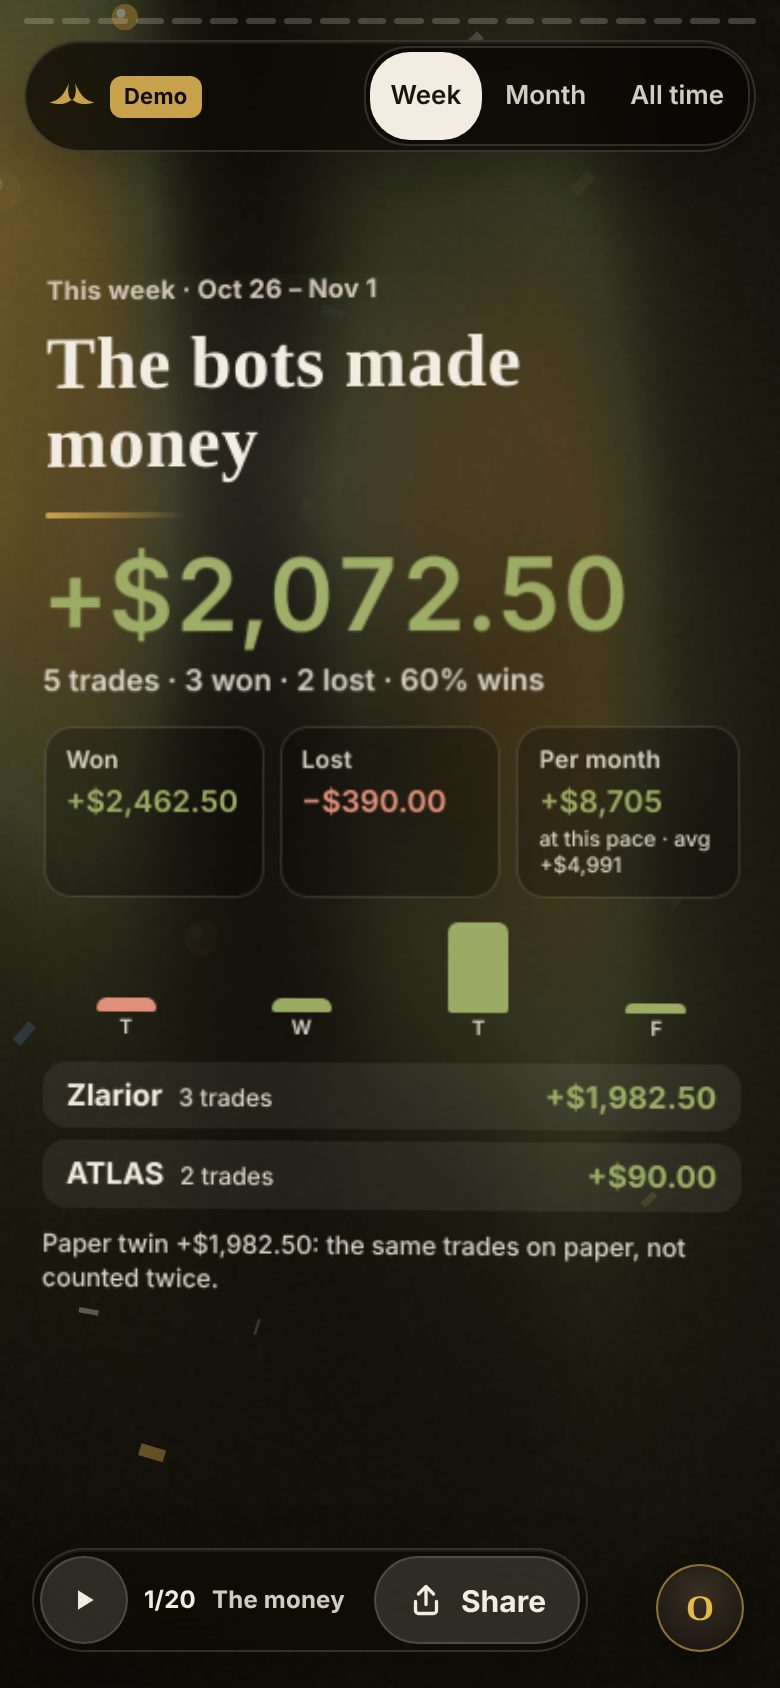 Demo
Week
Month
All time
This week · Oct 26 – Nov 1
The bots made
money
+$2,072.50
5 trades · 3 won · 2 lost · 60% wins
Won
+$2,462.50
Lost
−$390.00
Per month
+$8,705
at this pace · avg
+$4,991
T
W
T
F
Zlarior 3 trades
+$1,982.50
ATLAS 2 trades
+$90.00
Paper twin +$1,982.50: the same trades on paper, not
counted twice.
1/20 The money
Share
O